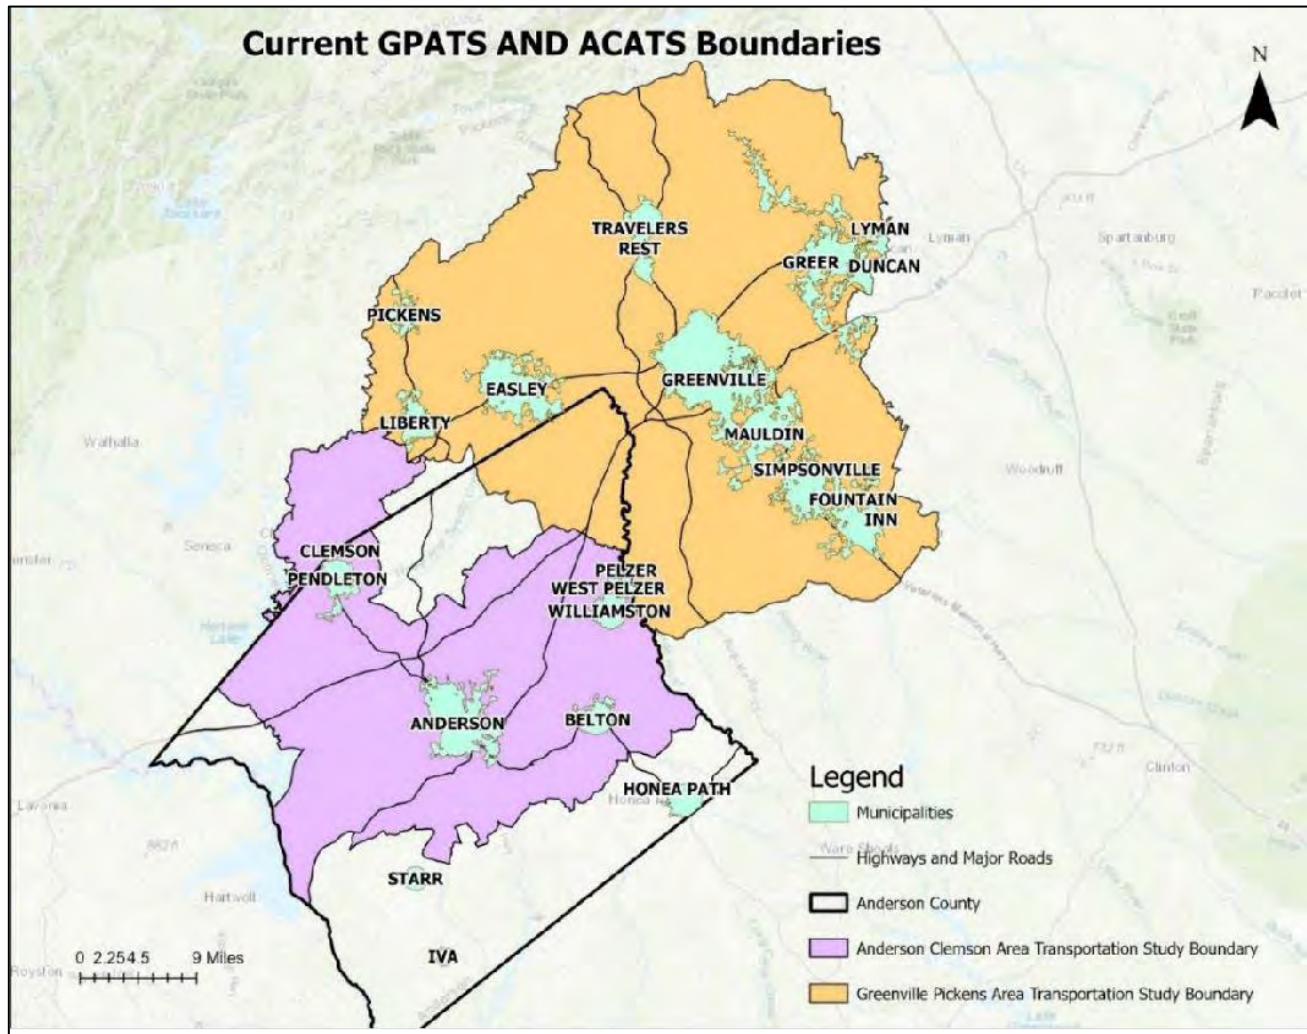 Current GPATS AND ACATS Boundaries
N
TRAVELERS
REST
LYMAN
GREER
DUNCAN
Lyman
Spartanburg
Pacolet
PICKENS
EASLEY
GREENVILLE
LIBERTY
MAULDIN
Walhalla
SIMPSONVILLE
Woodruff
FOUNTAIN
INN
Seneca
CLEMSON
PENDLETON
PELZER
WEST PELZER
WILLIAMSTON
ANDERSON
BELTON
Clinton
HONEA PATH
Lavonia
STARR
Hartwell
IVA
Royston
0 2.254.5 9 Miles
Legend
Municipalities
Highways and Major Roads
Anderson County
Anderson Clemson Area Transportation Study Boundary
Greenville Pickens Area Transportation Study Boundary